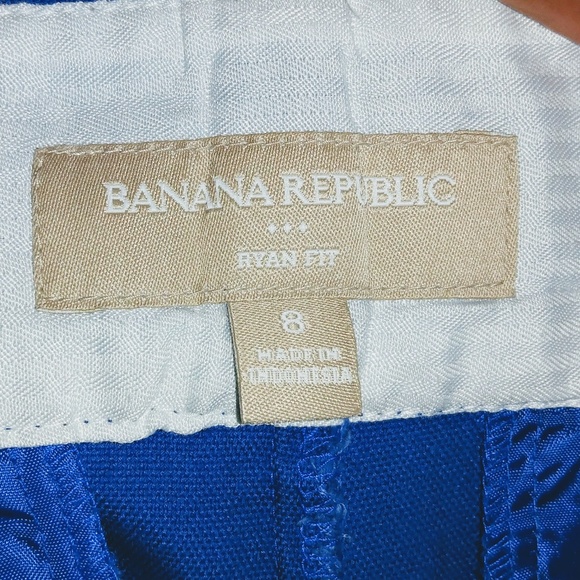 BANANA REPUBLIC
RYAN FIT
8
MADE IN
INDONESIA